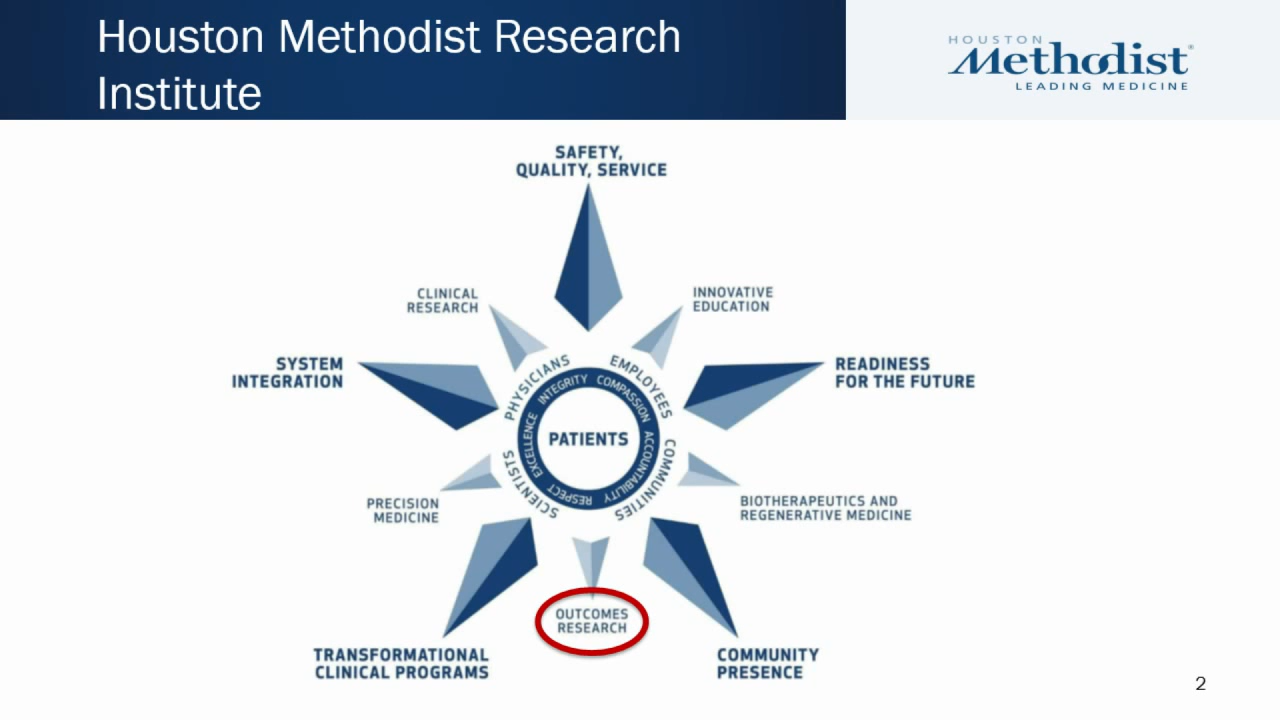 Houston Methodist Research
Institute
HOUSTON
Methodist®
LEADING MEDICINE
SAFETY,
QUALITY, SERVICE
CLINICAL
RESEARCH
INNOVATIVE
EDUCATION
SYSTEM
INTEGRATION
READINESS
FOR THE FUTURE
PHYSICIANS
EMPLOYEES
COMMUNITIES
SCIENTISTS
INTEGRITY
COMPASSION
ACCOUNTABILITY
RESPECT
EXCELLENCE
PATIENTS
PRECISION
MEDICINE
BIOTHERAPEUTICS AND
REGENERATIVE MEDICINE
OUTCOMES
RESEARCH
TRANSFORMATIONAL
CLINICAL PROGRAMS
COMMUNITY
PRESENCE
2